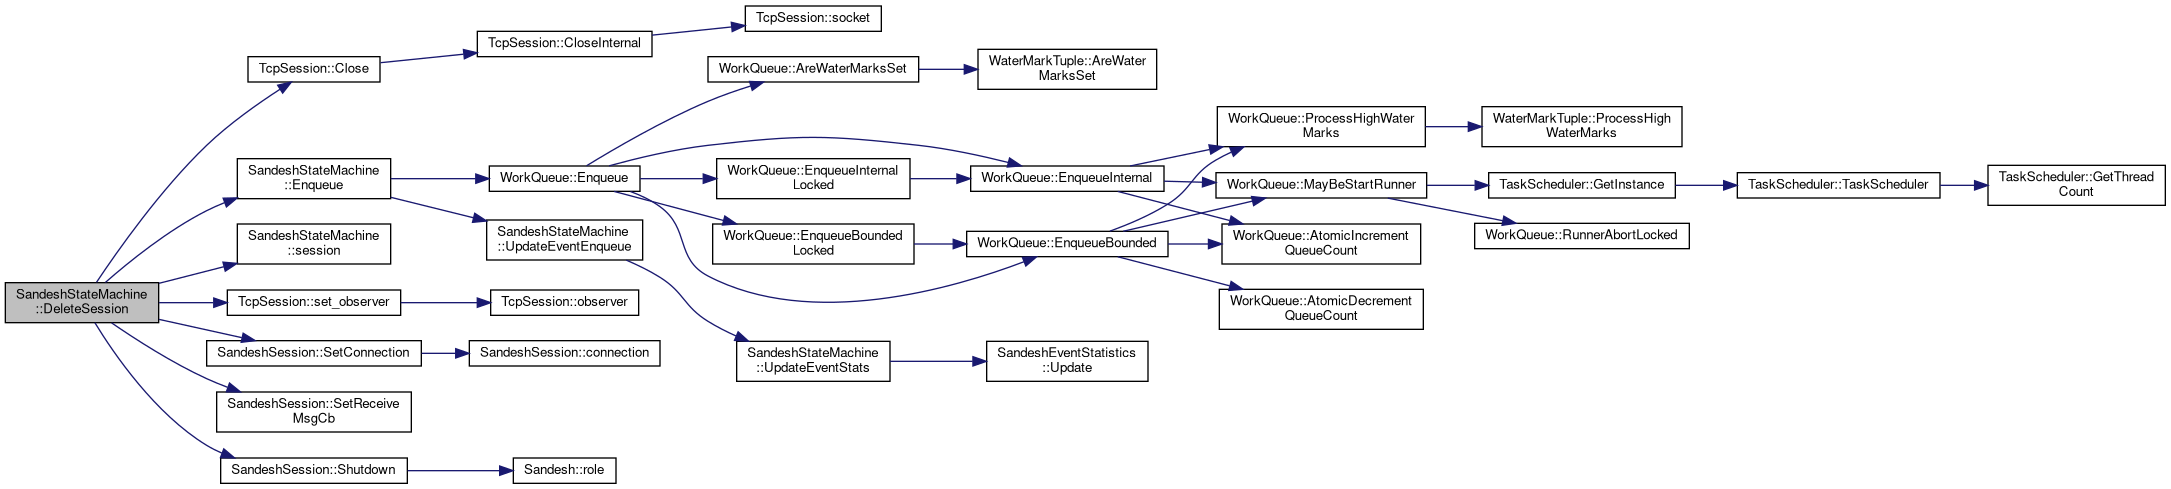 SandeshStateMachine
::DeleteSession
TcpSession::Close
TcpSession::CloseInternal
TcpSession::socket
SandeshStateMachine
::Enqueue
WorkQueue::Enqueue
WorkQueue::AreWaterMarksSet
WaterMarkTuple::AreWater
MarksSet
WorkQueue::EnqueueInternal
Locked
WorkQueue::EnqueueInternal
WorkQueue::ProcessHighWater
Marks
WaterMarkTuple::ProcessHigh
WaterMarks
WorkQueue::MayBeStartRunner
TaskScheduler::GetInstance
TaskScheduler::TaskScheduler
TaskScheduler::GetThread
Count
WorkQueue::RunnerAbortLocked
WorkQueue::EnqueueBounded
Locked
WorkQueue::EnqueueBounded
WorkQueue::AtomicIncrement
QueueCount
WorkQueue::AtomicDecrement
QueueCount
SandeshStateMachine
::UpdateEventEnqueue
SandeshStateMachine
::UpdateEventStats
SandeshEventStatistics
::Update
SandeshStateMachine
::session
TcpSession::set_observer
TcpSession::observer
SandeshSession::SetConnection
SandeshSession::connection
SandeshSession::SetReceive
MsgCb
SandeshSession::Shutdown
Sandesh::role